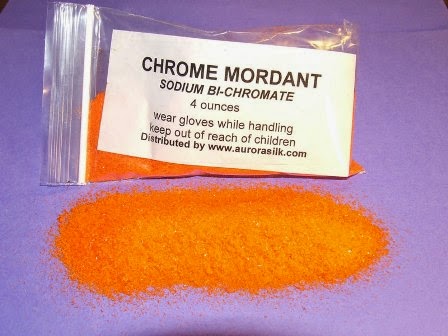 CHROME MORDANT
SODIUM BI-CHROMATE
4 ounces
wear gloves while handling
keep out of reach of children
Distributed by www.aurorasilk.com